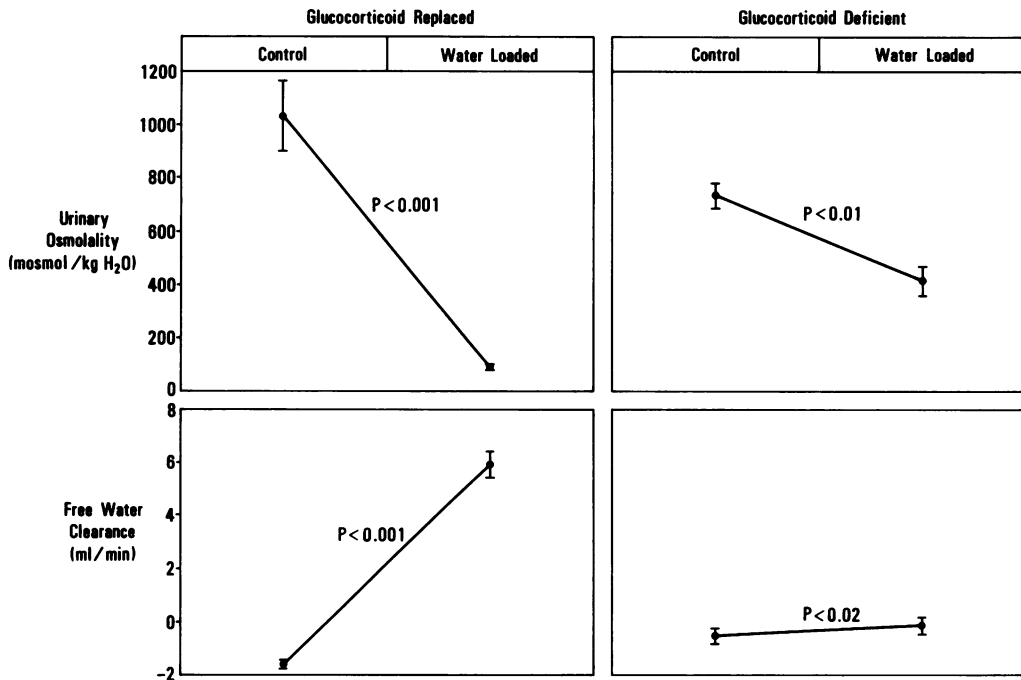 Glucocorticoid Replaced
Glucocorticoid Deficient
Control
Water Loaded
Control
Water Loaded
Urinary
Osmolality
(mosmol/kg H₂O)
1200
1000
800
600
400
200
0
P<0.001
P<0.01
Free Water
Clearance
(ml/min)
8
6
4
2
0
−2
P<0.001
P<0.02